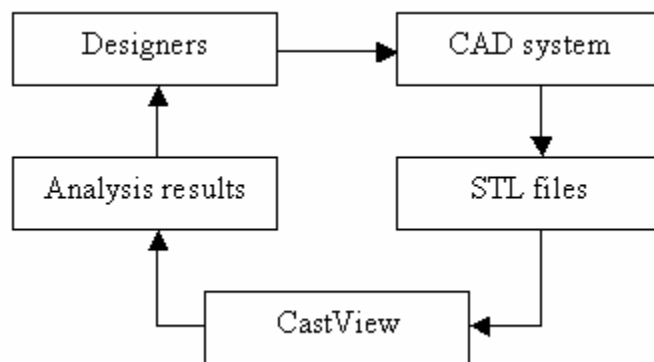 Designers
CAD system
Analysis results
STL files
CastView